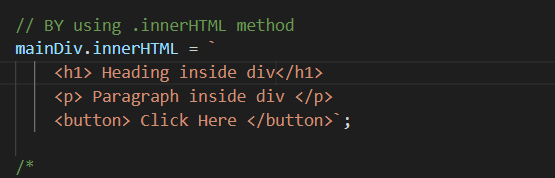 // BY using .innerHTML method
mainDiv.innerHTML = `
<h1> Heading inside div</h1>
<p> Paragraph inside div </p>
<button> Click Here </button>`;
/*